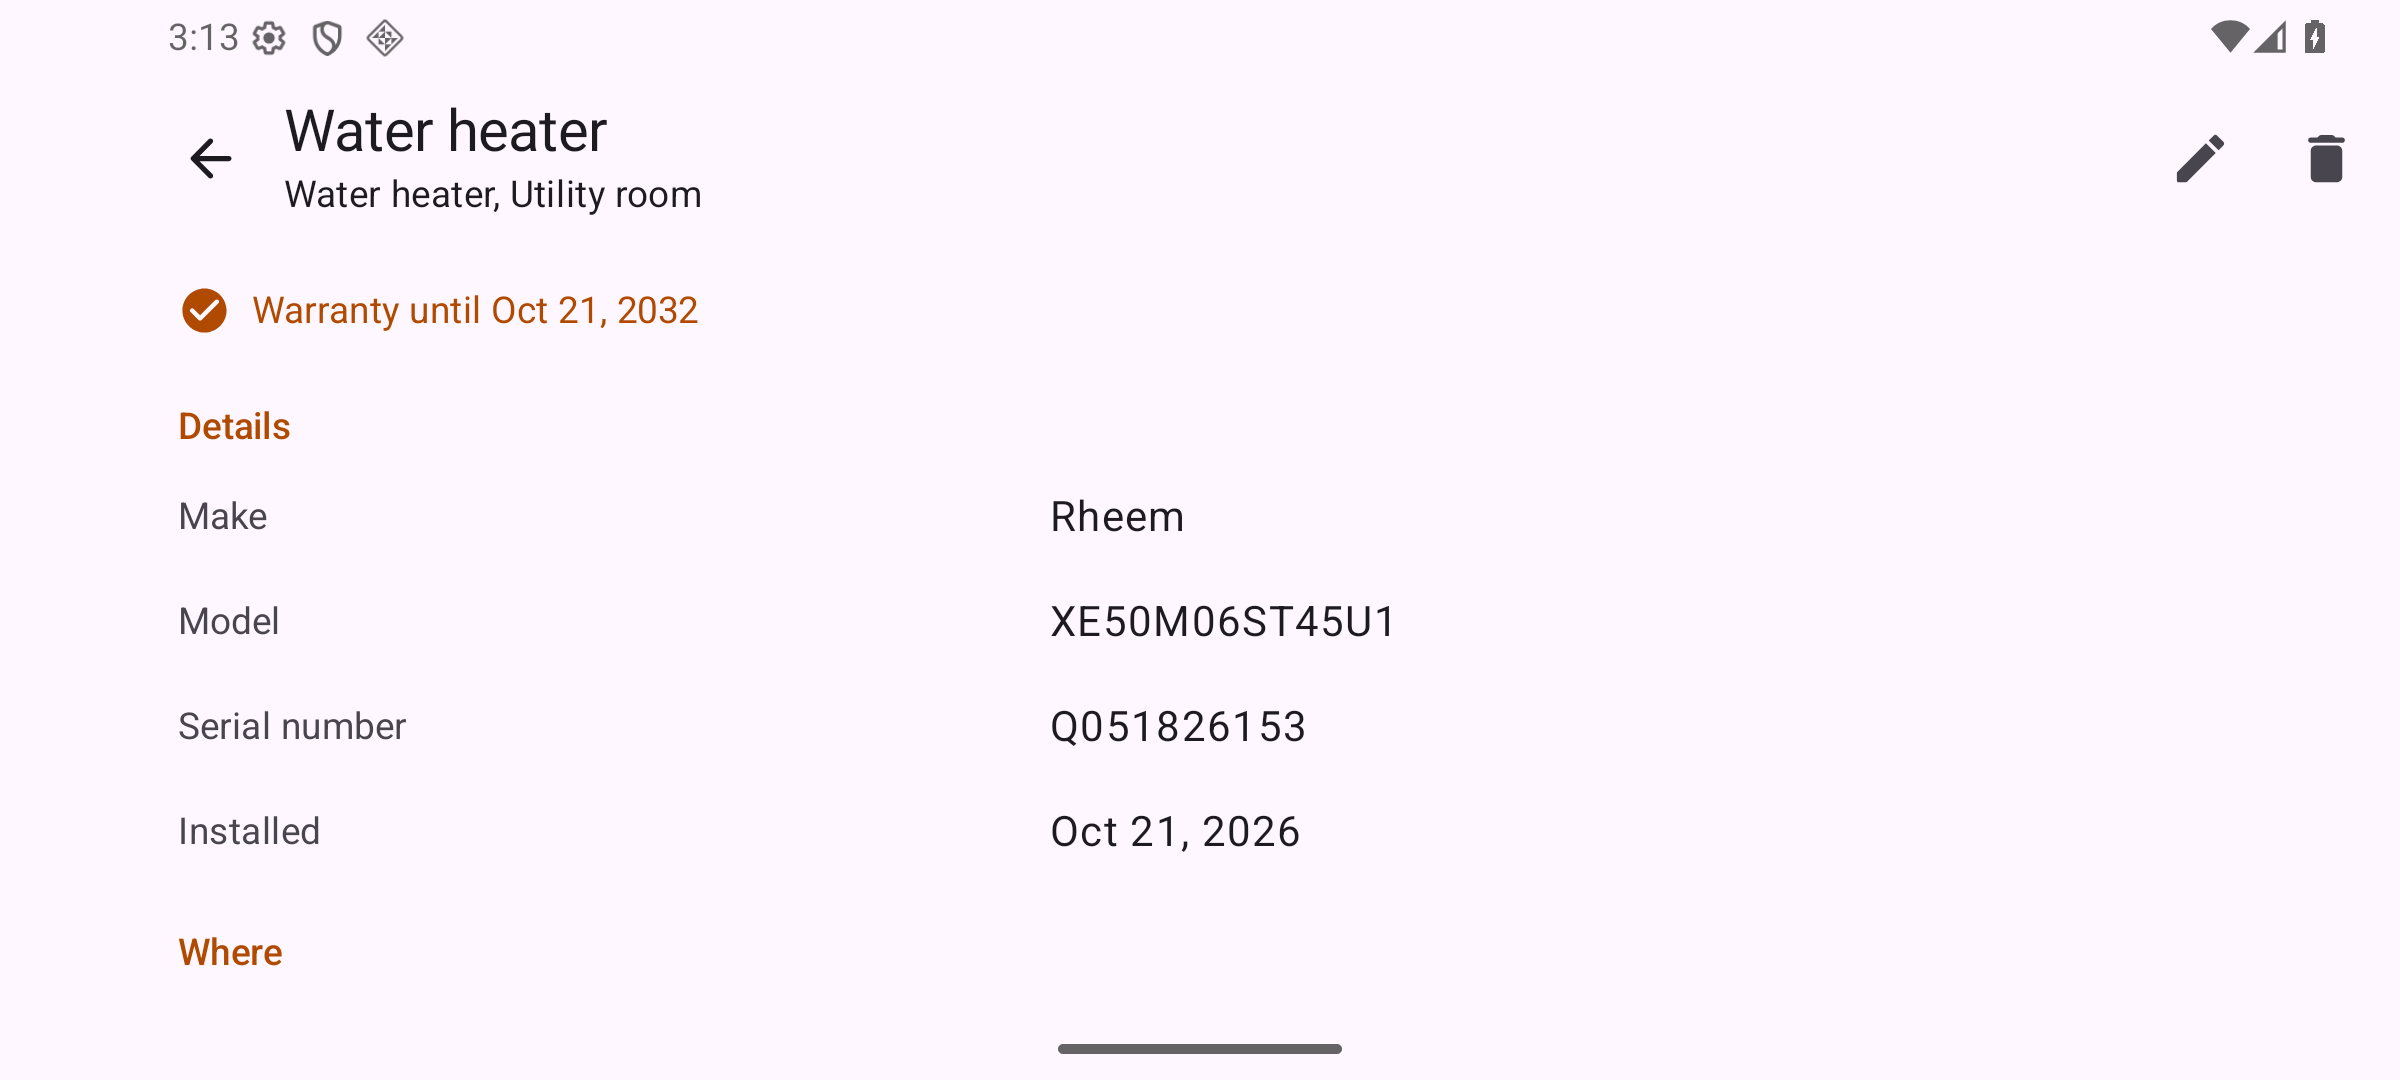 3:13
Water heater
Water heater, Utility room
Warranty until Oct 21, 2032
Details
Make Rheem
Model XE50M06ST45U1
Serial number Q051826153
Installed Oct 21, 2026
Where